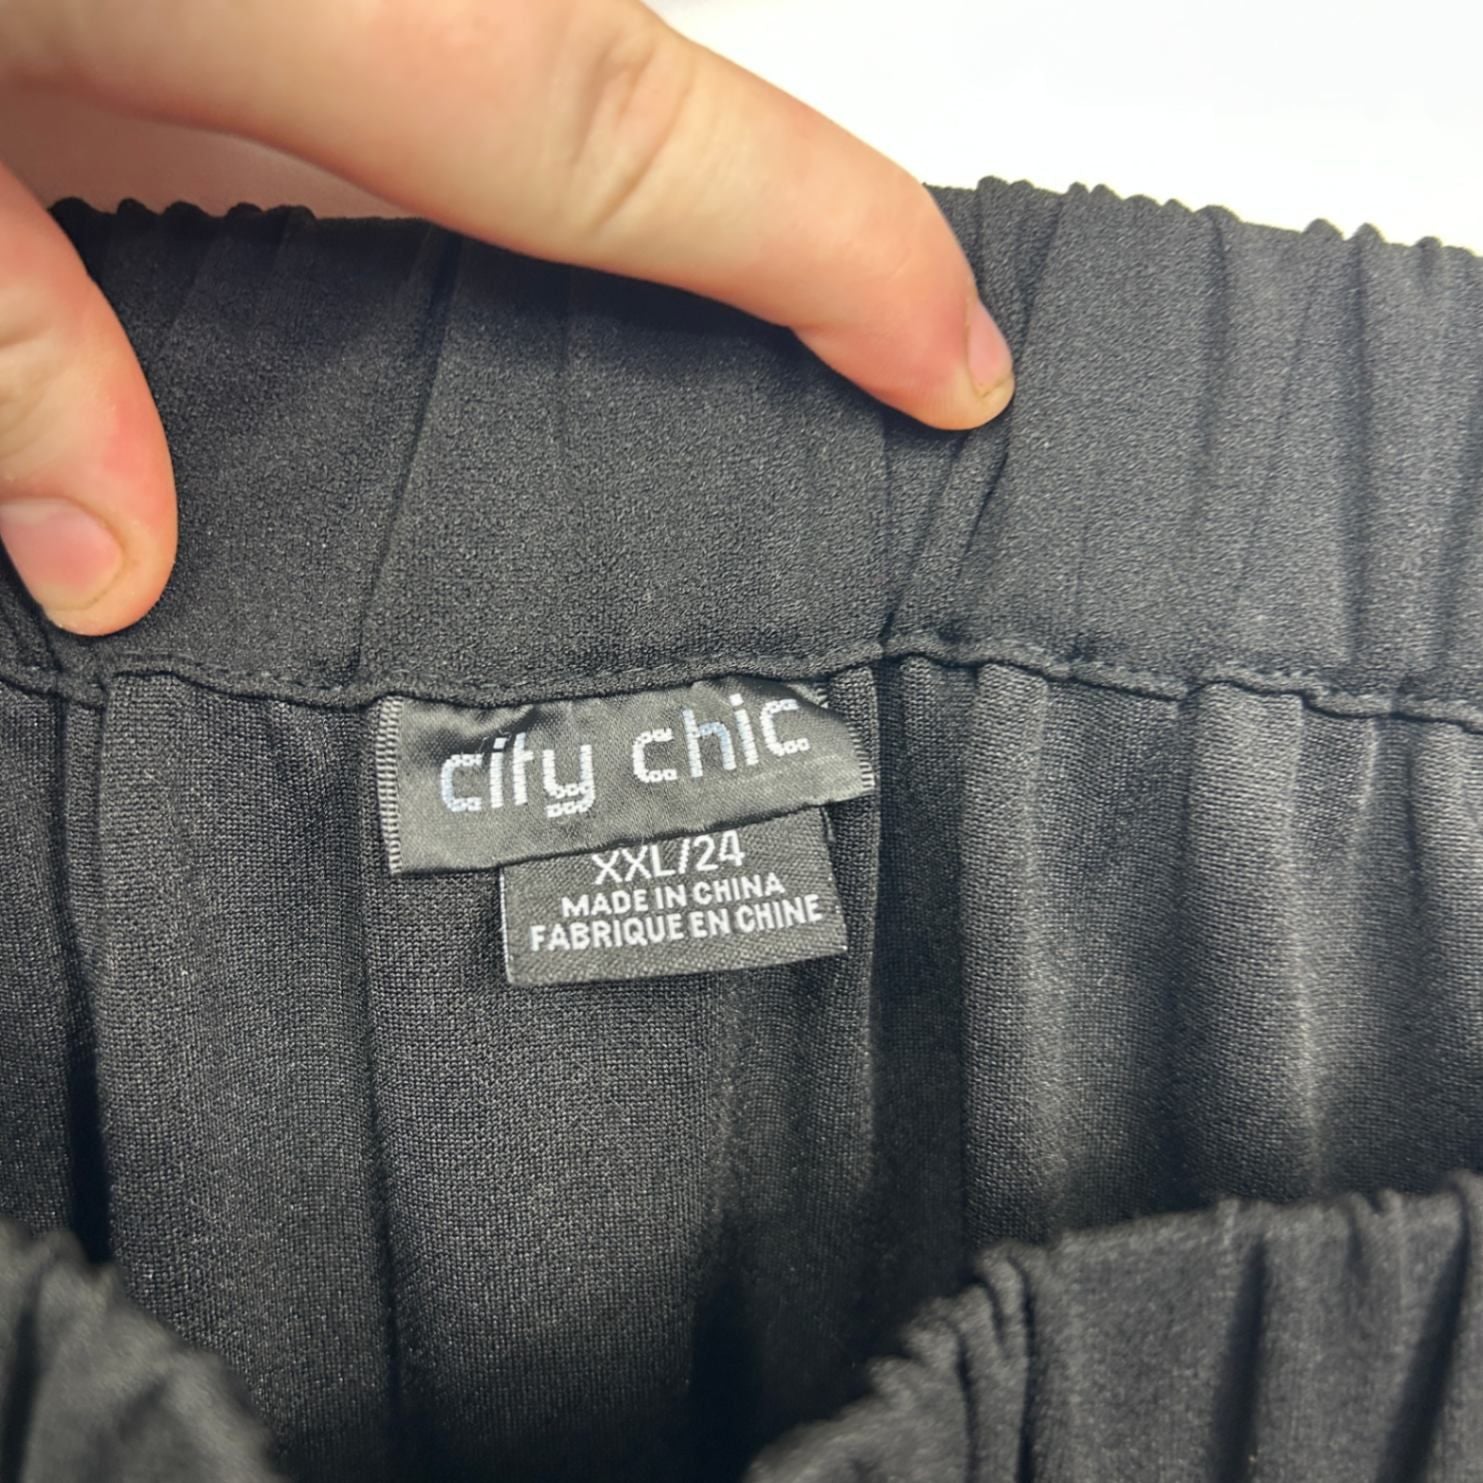 city chic
XXL/24
MADE IN CHINA
FABRIQUE EN CHINE